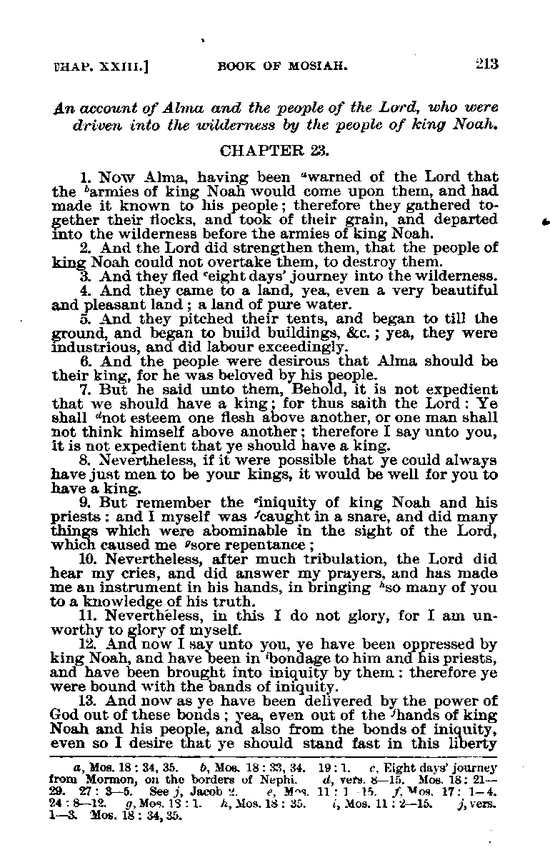 CHAP. XXIII.] BOOK OF MOSIAH. 213
An account of Alma and the people of the Lord, who were
driven into the wilderness by the people of king Noah.
CHAPTER 23.
1. Now Alma, having been ᵃwarned of the Lord that
the ᵇarmies of king Noah would come upon them, and had
made it known to his people; therefore they gathered to-
gether their flocks, and took of their grain, and departed
into the wilderness before the armies of king Noah.
2. And the Lord did strengthen them, that the people of
king Noah could not overtake them, to destroy them.
3. And they fled ᶜeight days' journey into the wilderness.
4. And they came to a land, yea, even a very beautiful
and pleasant land; a land of pure water.
5. And they pitched their tents, and began to till the
ground, and began to build buildings, &c.; yea, they were
industrious, and did labour exceedingly.
6. And the people were desirous that Alma should be
their king, for he was beloved by his people.
7. But he said unto them, Behold, it is not expedient
that we should have a king; for thus saith the Lord: Ye
shall ᵈnot esteem one flesh above another, or one man shall
not think himself above another; therefore I say unto you,
it is not expedient that ye should have a king.
8. Nevertheless, if it were possible that ye could always
have just men to be your kings, it would be well for you to
have a king.
9. But remember the ᵉiniquity of king Noah and his
priests: and I myself was ᶠcaught in a snare, and did many
things which were abominable in the sight of the Lord,
which caused me ᵍsore repentance;
10. Nevertheless, after much tribulation, the Lord did
hear my cries, and did answer my prayers, and has made
me an instrument in his hands, in bringing ʰso many of you
to a knowledge of his truth.
11. Nevertheless, in this I do not glory, for I am un-
worthy to glory of myself.
12. And now I say unto you, ye have been oppressed by
king Noah, and have been in ⁱbondage to him and his priests,
and have been brought into iniquity by them: therefore ye
were bound with the bands of iniquity.
13. And now as ye have been delivered by the power of
God out of these bonds; yea, even out of the ʲhands of king
Noah and his people, and also from the bonds of iniquity,
even so I desire that ye should stand fast in this liberty
a, Mos. 18: 34, 35. b, Mos. 18: 33, 34. 19: 1. c, Eight days' journey
from Mormon, on the borders of Nephi. d, vers. 8—15. Mos. 18: 21—
29. 27: 3—5. See j, Jacob 2. e, Mos. 11: 1—15. f, Mos. 17: 1—4.
24: 8—12. g, Mos. 18: 1. h, Mos. 18: 35. i, Mos. 11: 2—15. j, vers.
1—3. Mos. 18: 34, 35.